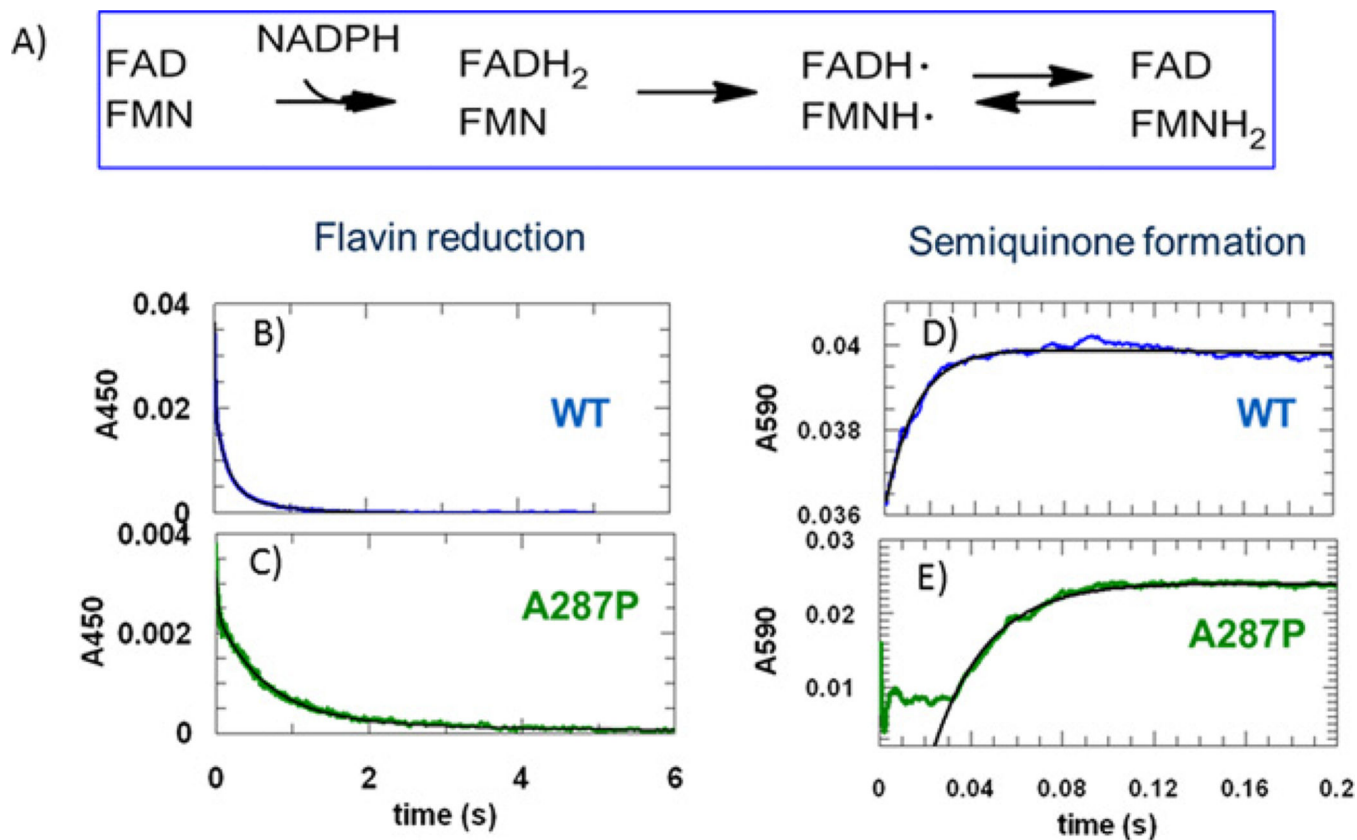 A)
FAD
FMN
NADPH
FADH₂
FMN
FADH·
FMNH·
FAD
FMNH₂
Flavin reduction
Semiquinone formation
B)
WT
A450
0.04
0.02
0
C)
A287P
A450
0.004
0.002
0
0 2 4 6
time (s)
D)
WT
A590
0.04
0.038
0.036
E)
A287P
A590
0.03
0.02
0.01
0 0.04 0.08 0.12 0.16 0.2
time (s)